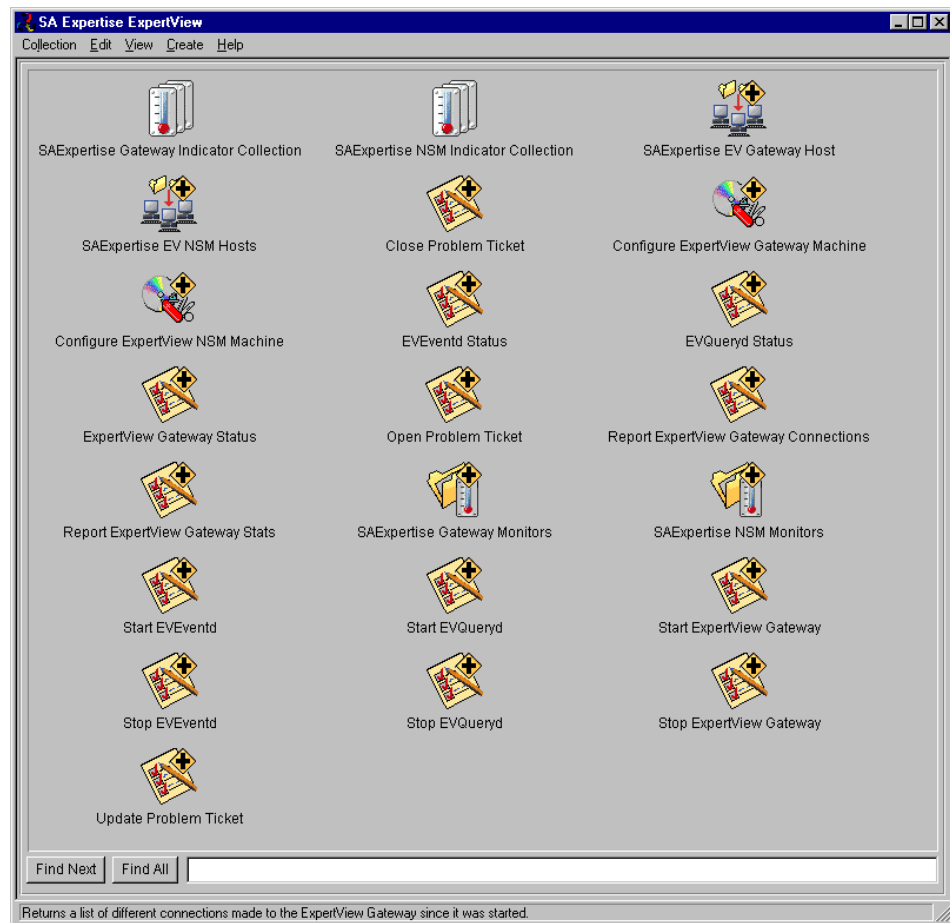 SA Expertise ExpertView
Collection Edit View Create Help
SAExpertise Gateway Indicator Collection SAExpertise NSM Indicator Collection SAExpertise EV Gateway Host
SAExpertise EV NSM Hosts Close Problem Ticket Configure ExpertView Gateway Machine
Configure ExpertView NSM Machine EVEventd Status EVQueryd Status
ExpertView Gateway Status Open Problem Ticket Report ExpertView Gateway Connections
Report ExpertView Gateway Stats SAExpertise Gateway Monitors SAExpertise NSM Monitors
Start EVEventd Start EVQueryd Start ExpertView Gateway
Stop EVEventd Stop EVQueryd Stop ExpertView Gateway
Update Problem Ticket
Find Next Find All
Returns a list of different connections made to the ExpertView Gateway since it was started.